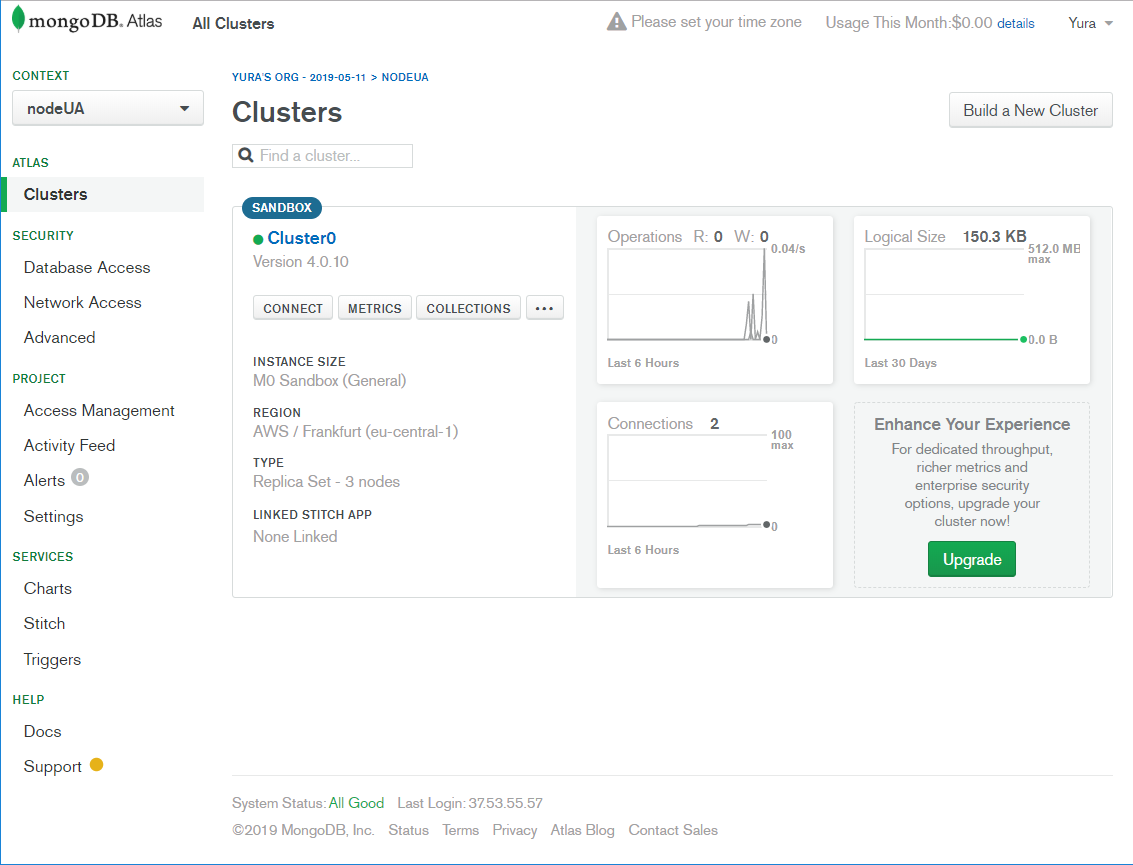 mongoDB. Atlas All Clusters Please set your time zone Usage This Month:$0.00 details Yura
CONTEXT
nodeUA
ATLAS
Clusters
SECURITY
Database Access
Network Access
Advanced
PROJECT
Access Management
Activity Feed
Alerts 0
Settings
SERVICES
Charts
Stitch
Triggers
HELP
Docs
Support
YURA'S ORG - 2019-05-11 > NODEUA
Clusters
Build a New Cluster
Find a cluster...
SANDBOX
Cluster0
Version 4.0.10
CONNECT METRICS COLLECTIONS ...
INSTANCE SIZE
M0 Sandbox (General)
REGION
AWS / Frankfurt (eu-central-1)
TYPE
Replica Set - 3 nodes
LINKED STITCH APP
None Linked
Operations R: 0 W: 0
0.04/s
0
Last 6 Hours
Logical Size 150.3 KB
512.0 MB
max
0.0 B
Last 30 Days
Connections 2
100
max
0
Last 6 Hours
Enhance Your Experience
For dedicated throughput,
richer metrics and
enterprise security
options, upgrade your
cluster now!
Upgrade
System Status: All Good Last Login: 37.53.55.57
©2019 MongoDB, Inc. Status Terms Privacy Atlas Blog Contact Sales